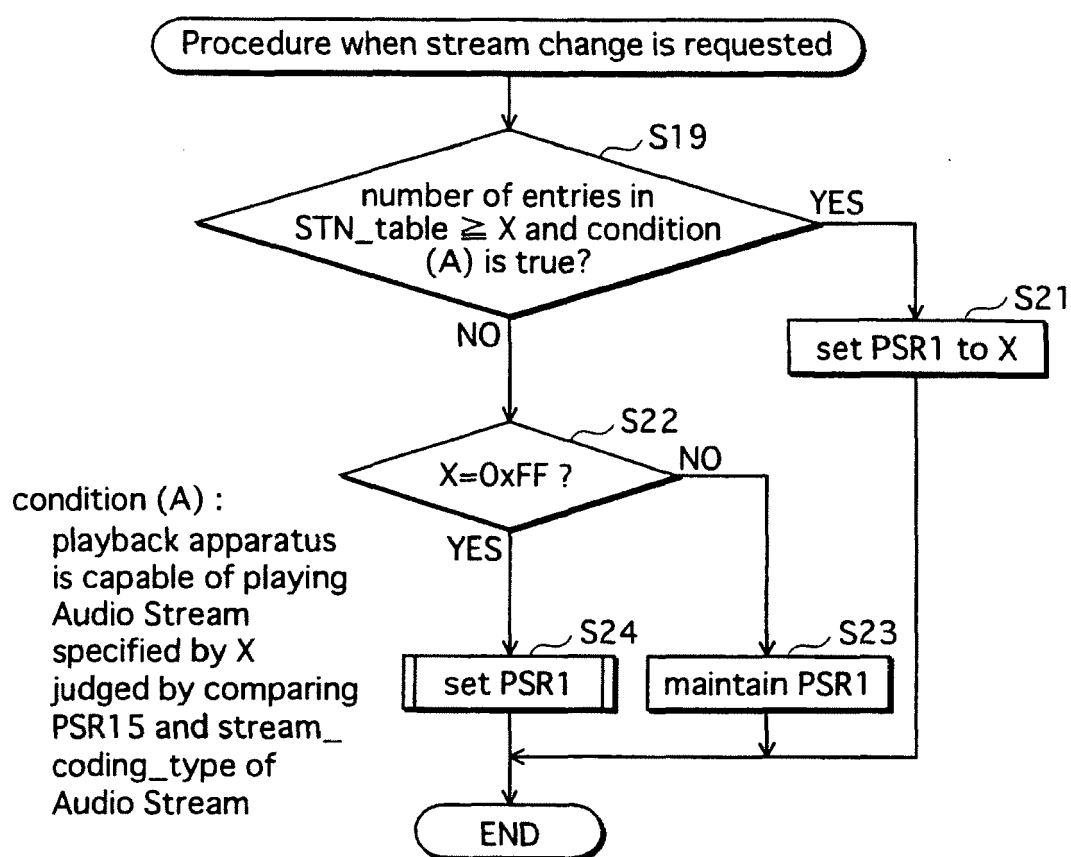 Procedure when stream change is requested
S19
number of entries in
STN_table ≧ X and condition
(A) is true?
YES
NO
S21
set PSR1 to X
S22
X=0xFF ?
NO
YES
condition (A) :
playback apparatus
is capable of playing
Audio Stream
specified by X
judged by comparing
PSR15 and stream_
coding_type of
Audio Stream
S24
set PSR1
S23
maintain PSR1
END